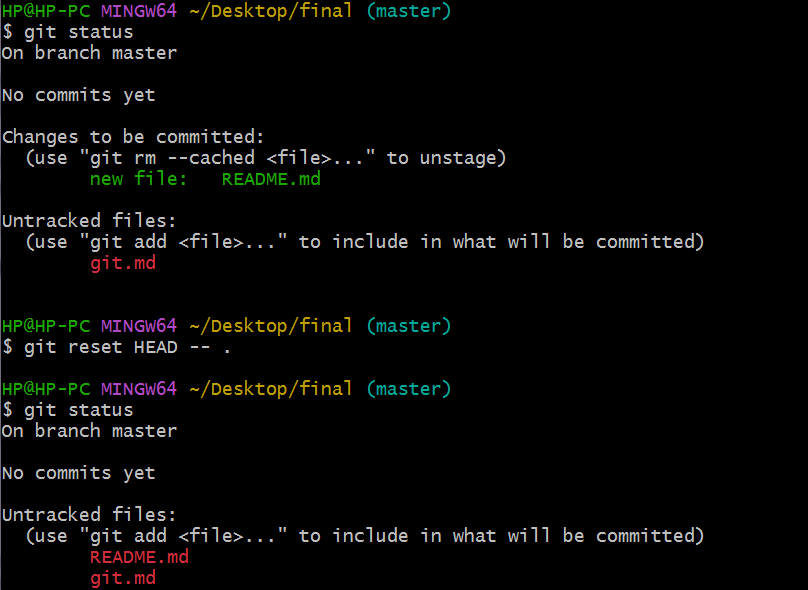 HP@HP-PC MINGW64 ~/Desktop/final (master)
$ git status
On branch master
No commits yet
Changes to be committed:
(use "git rm --cached <file>..." to unstage)
new file:   README.md
Untracked files:
(use "git add <file>..." to include in what will be committed)
git.md
HP@HP-PC MINGW64 ~/Desktop/final (master)
$ git reset HEAD -- .
HP@HP-PC MINGW64 ~/Desktop/final (master)
$ git status
On branch master
No commits yet
Untracked files:
(use "git add <file>..." to include in what will be committed)
README.md
git.md